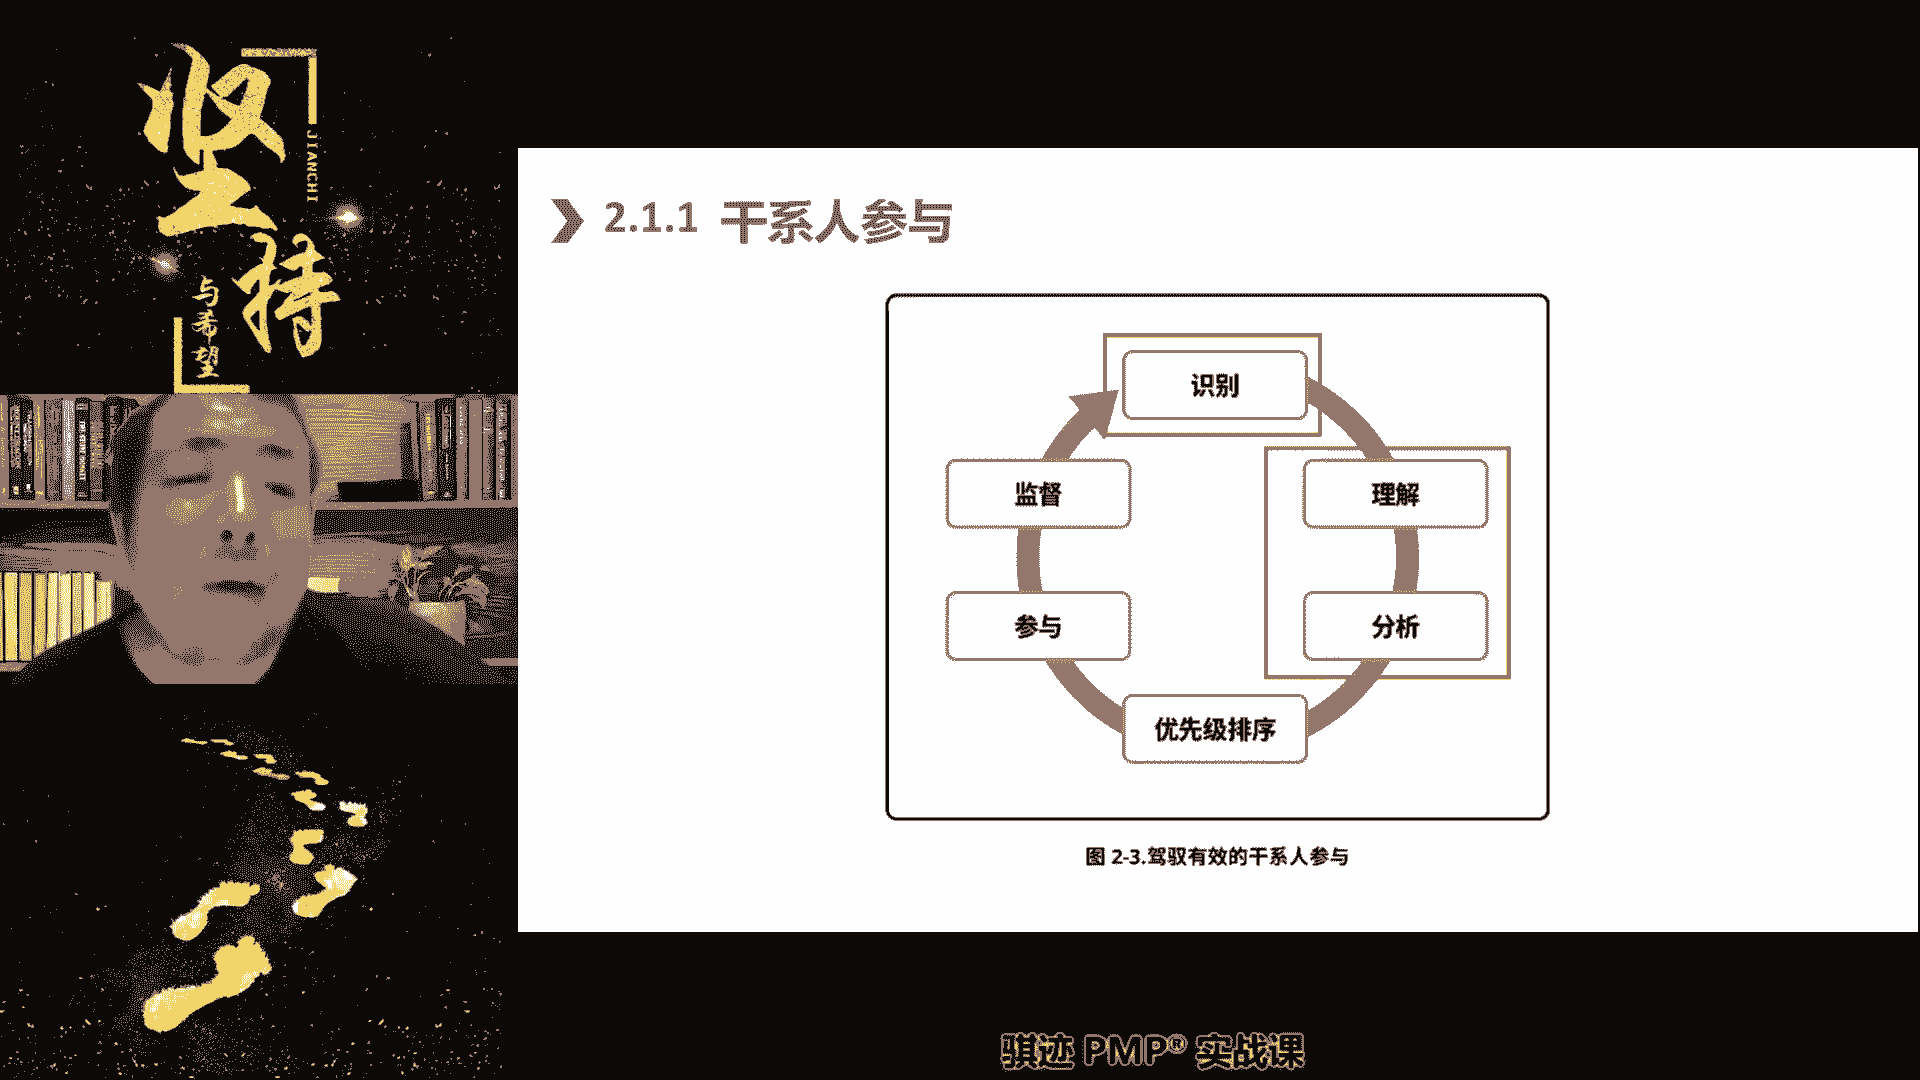 坚持
JIANCHI
与希望
2.1.1 干系人参与
识别
理解
分析
优先级排序
参与
监督
图 2-3.驾驭有效的干系人参与
骐迹 PMP® 实战课